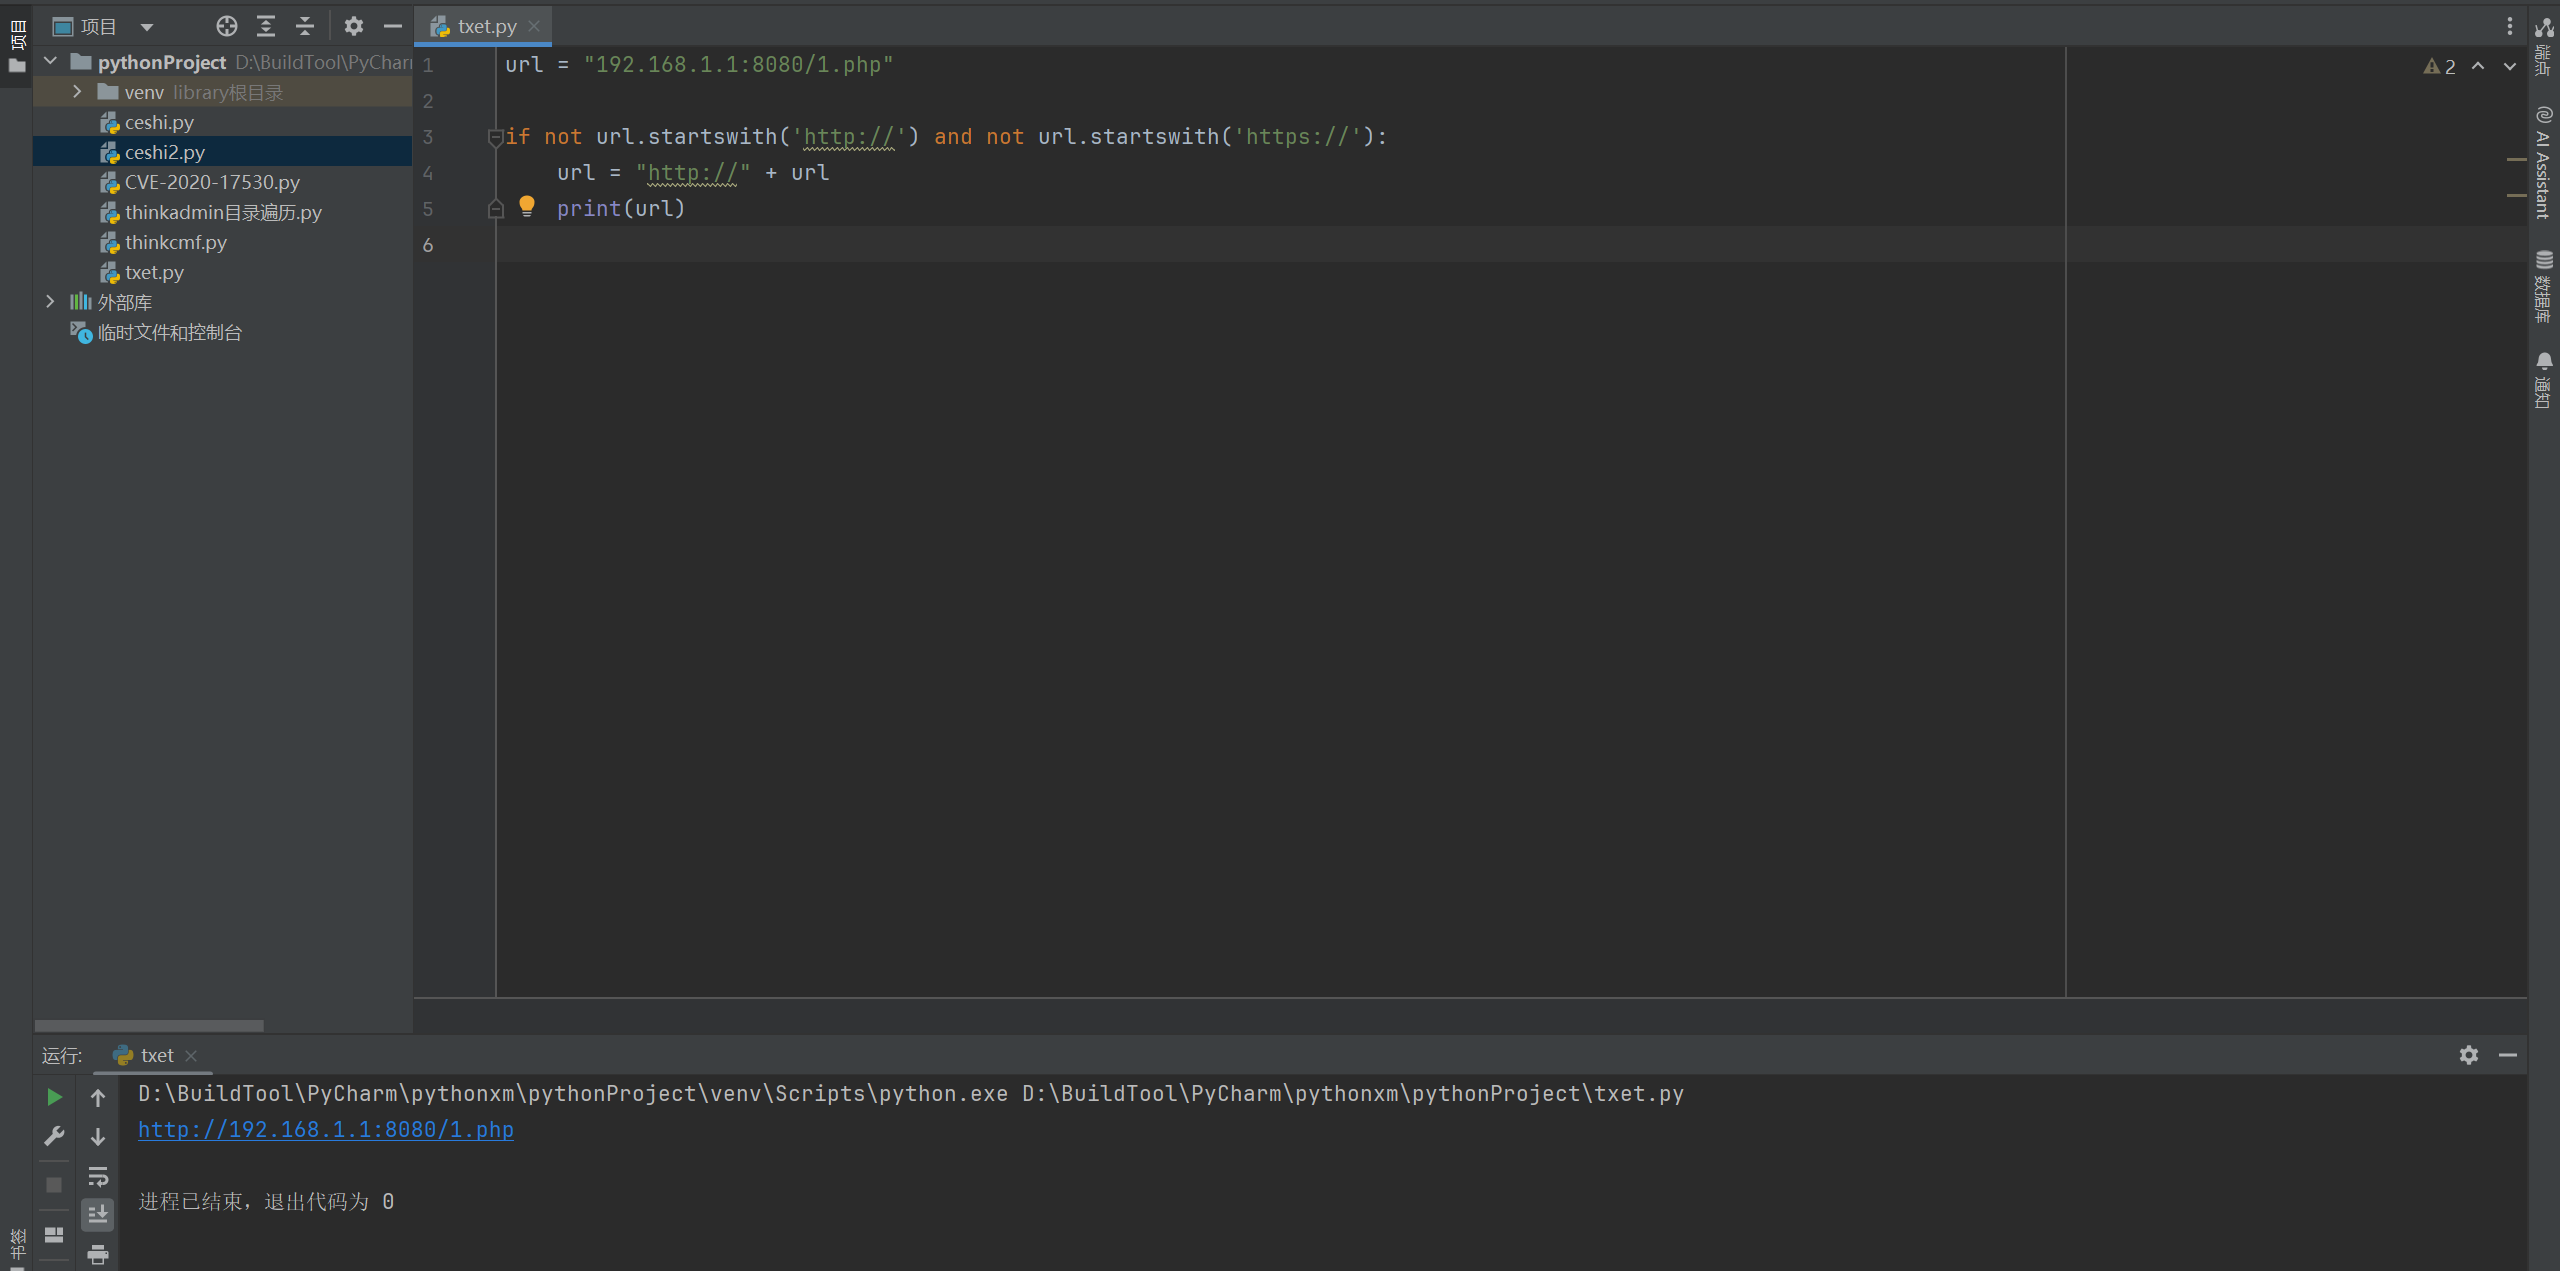 项目
项目
txet.py
pythonProject D:\BuildTool\PyChar
venv library根目录
ceshi.py
ceshi2.py
CVE-2020-17530.py
thinkadmin目录遍历.py
thinkcmf.py
txet.py
外部库
临时文件和控制台
1 url = "192.168.1.1:8080/1.php"
2
3 if not url.startswith('http://') and not url.startswith('https://'):
4 url = "http://" + url
5 print(url)
6
2
端点
AI Assistant
数据库
通知
运行: txet
D:\BuildTool\PyCharm\pythonxm\pythonProject\venv\Scripts\python.exe D:\BuildTool\PyCharm\pythonxm\pythonProject\txet.py
http://192.168.1.1:8080/1.php
进程已结束，退出代码为 0
书签